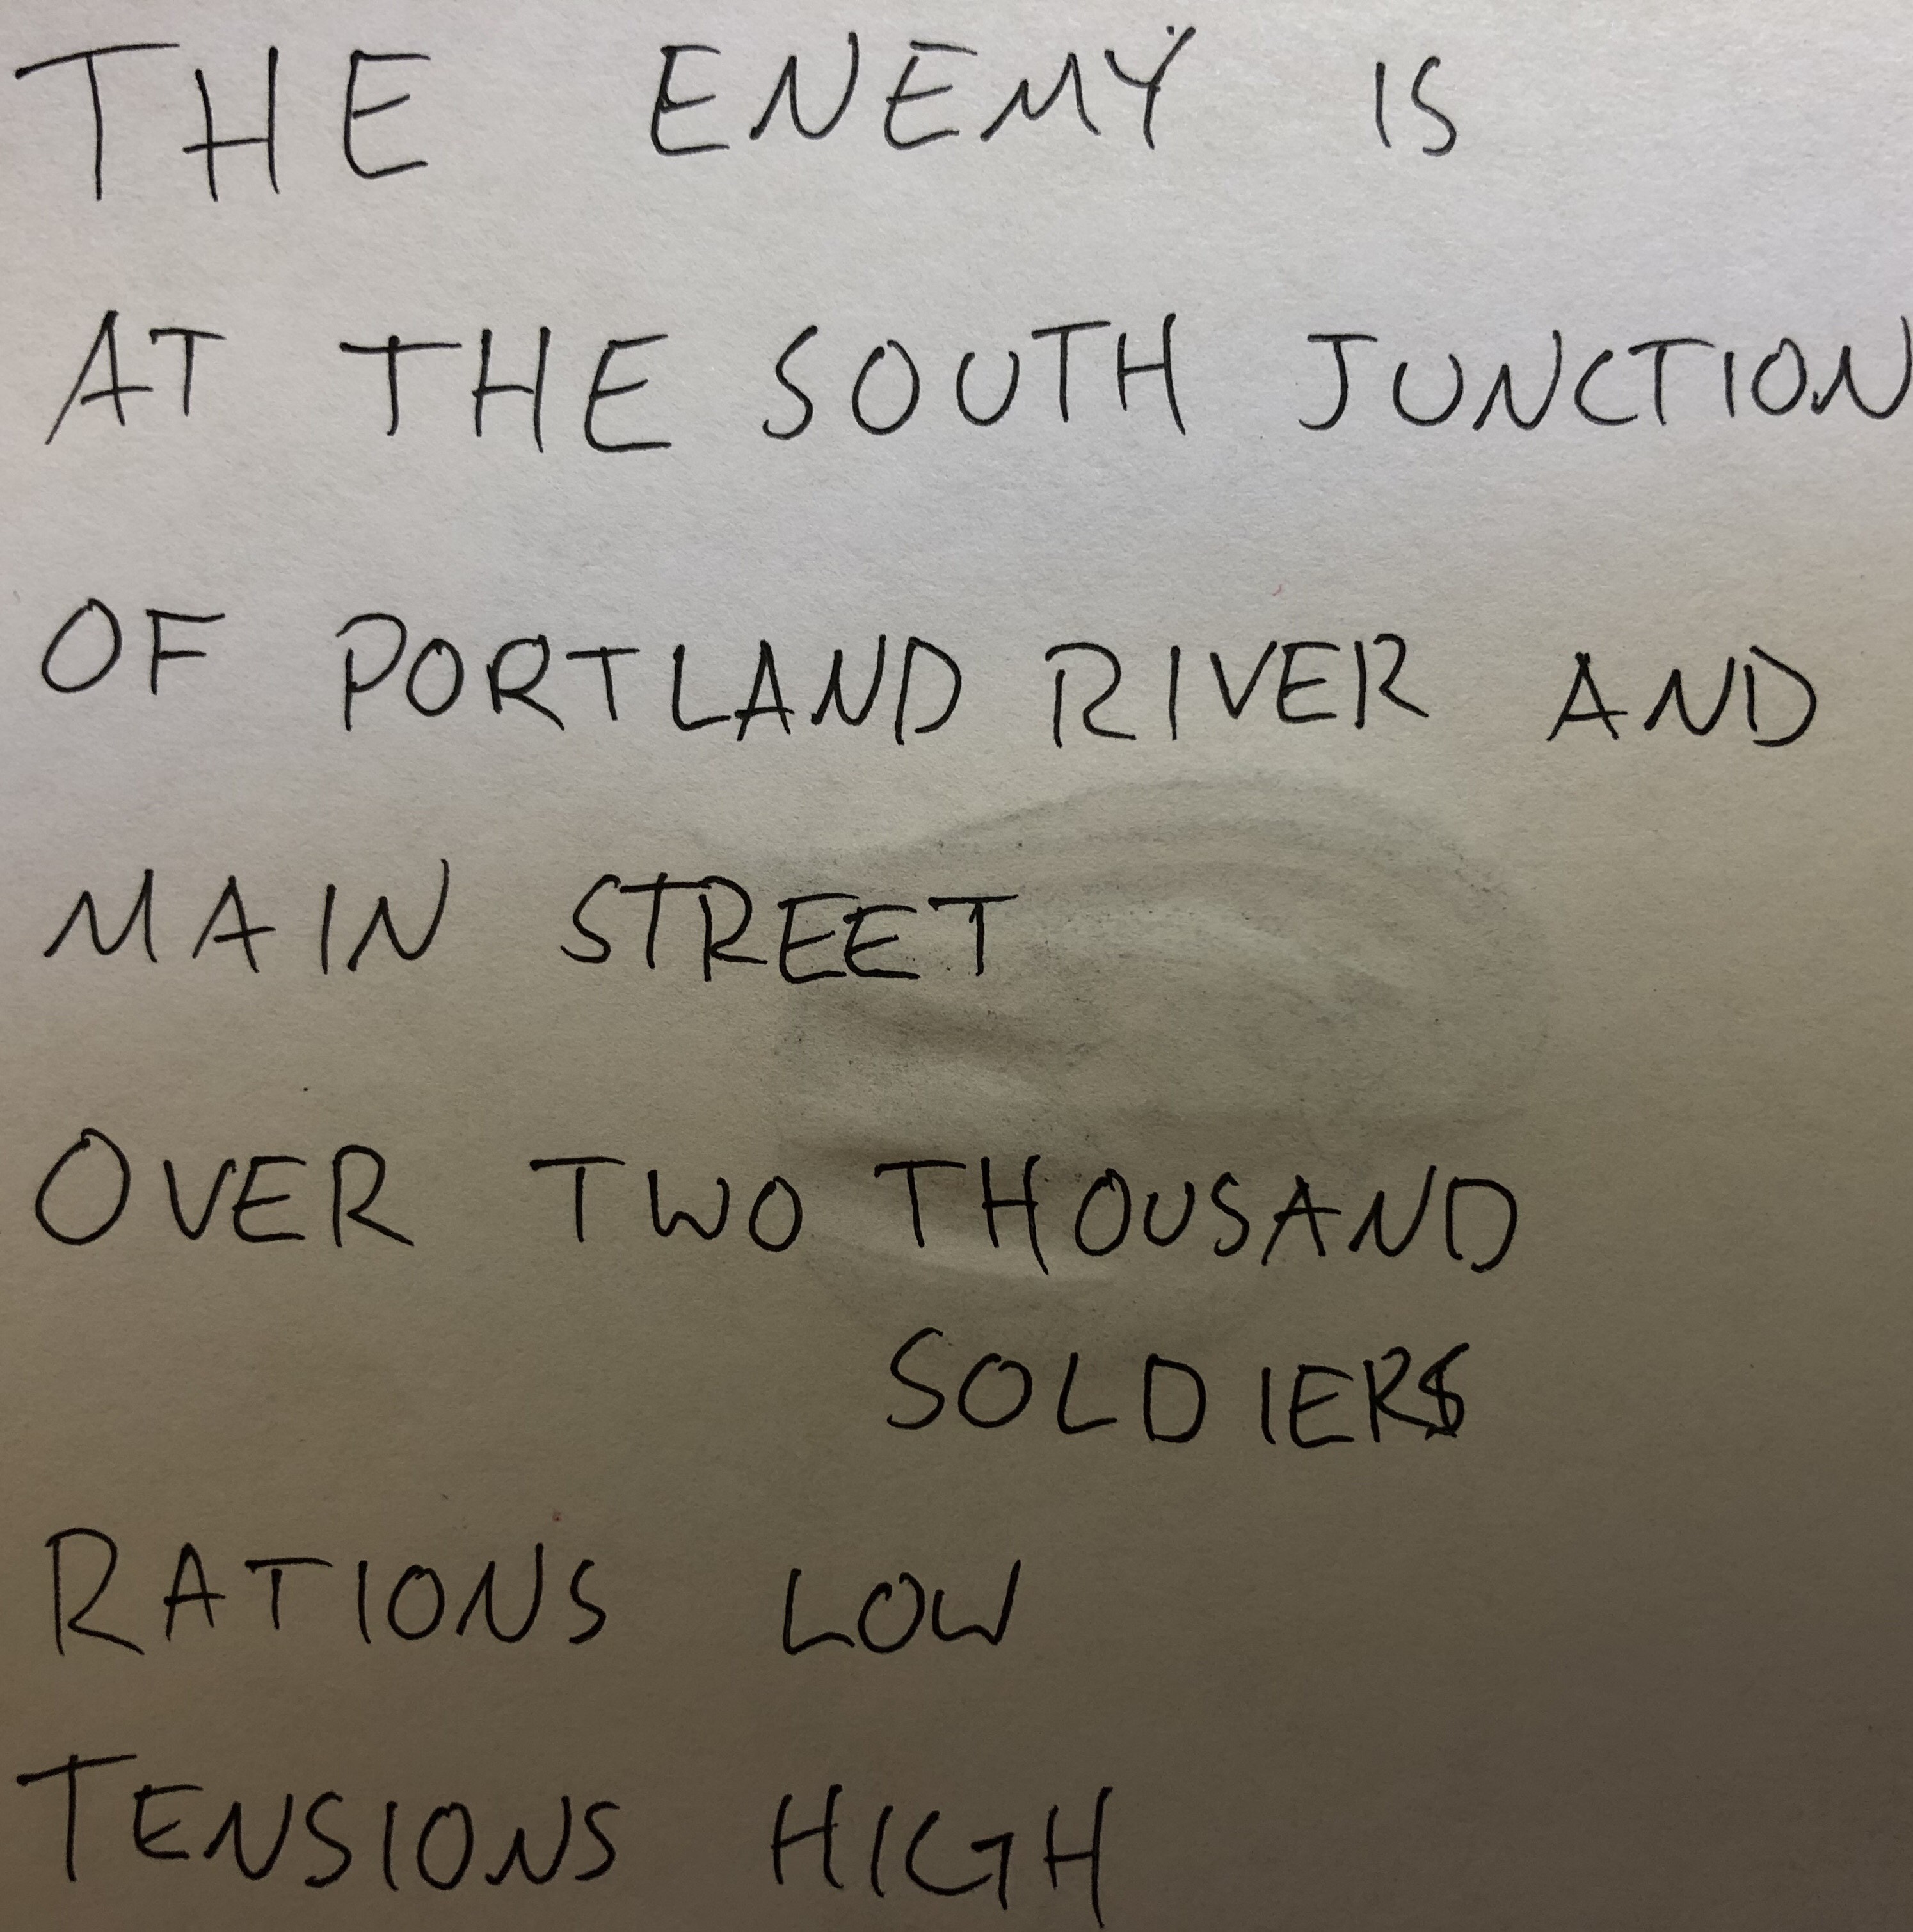 THE ENEMY IS
AT THE SOUTH JUNCTION
OF PORTLAND RIVER AND
MAIN STREET
OVER TWO THOUSAND
SOLDIERS
RATIONS LOW
TENSIONS HIGH